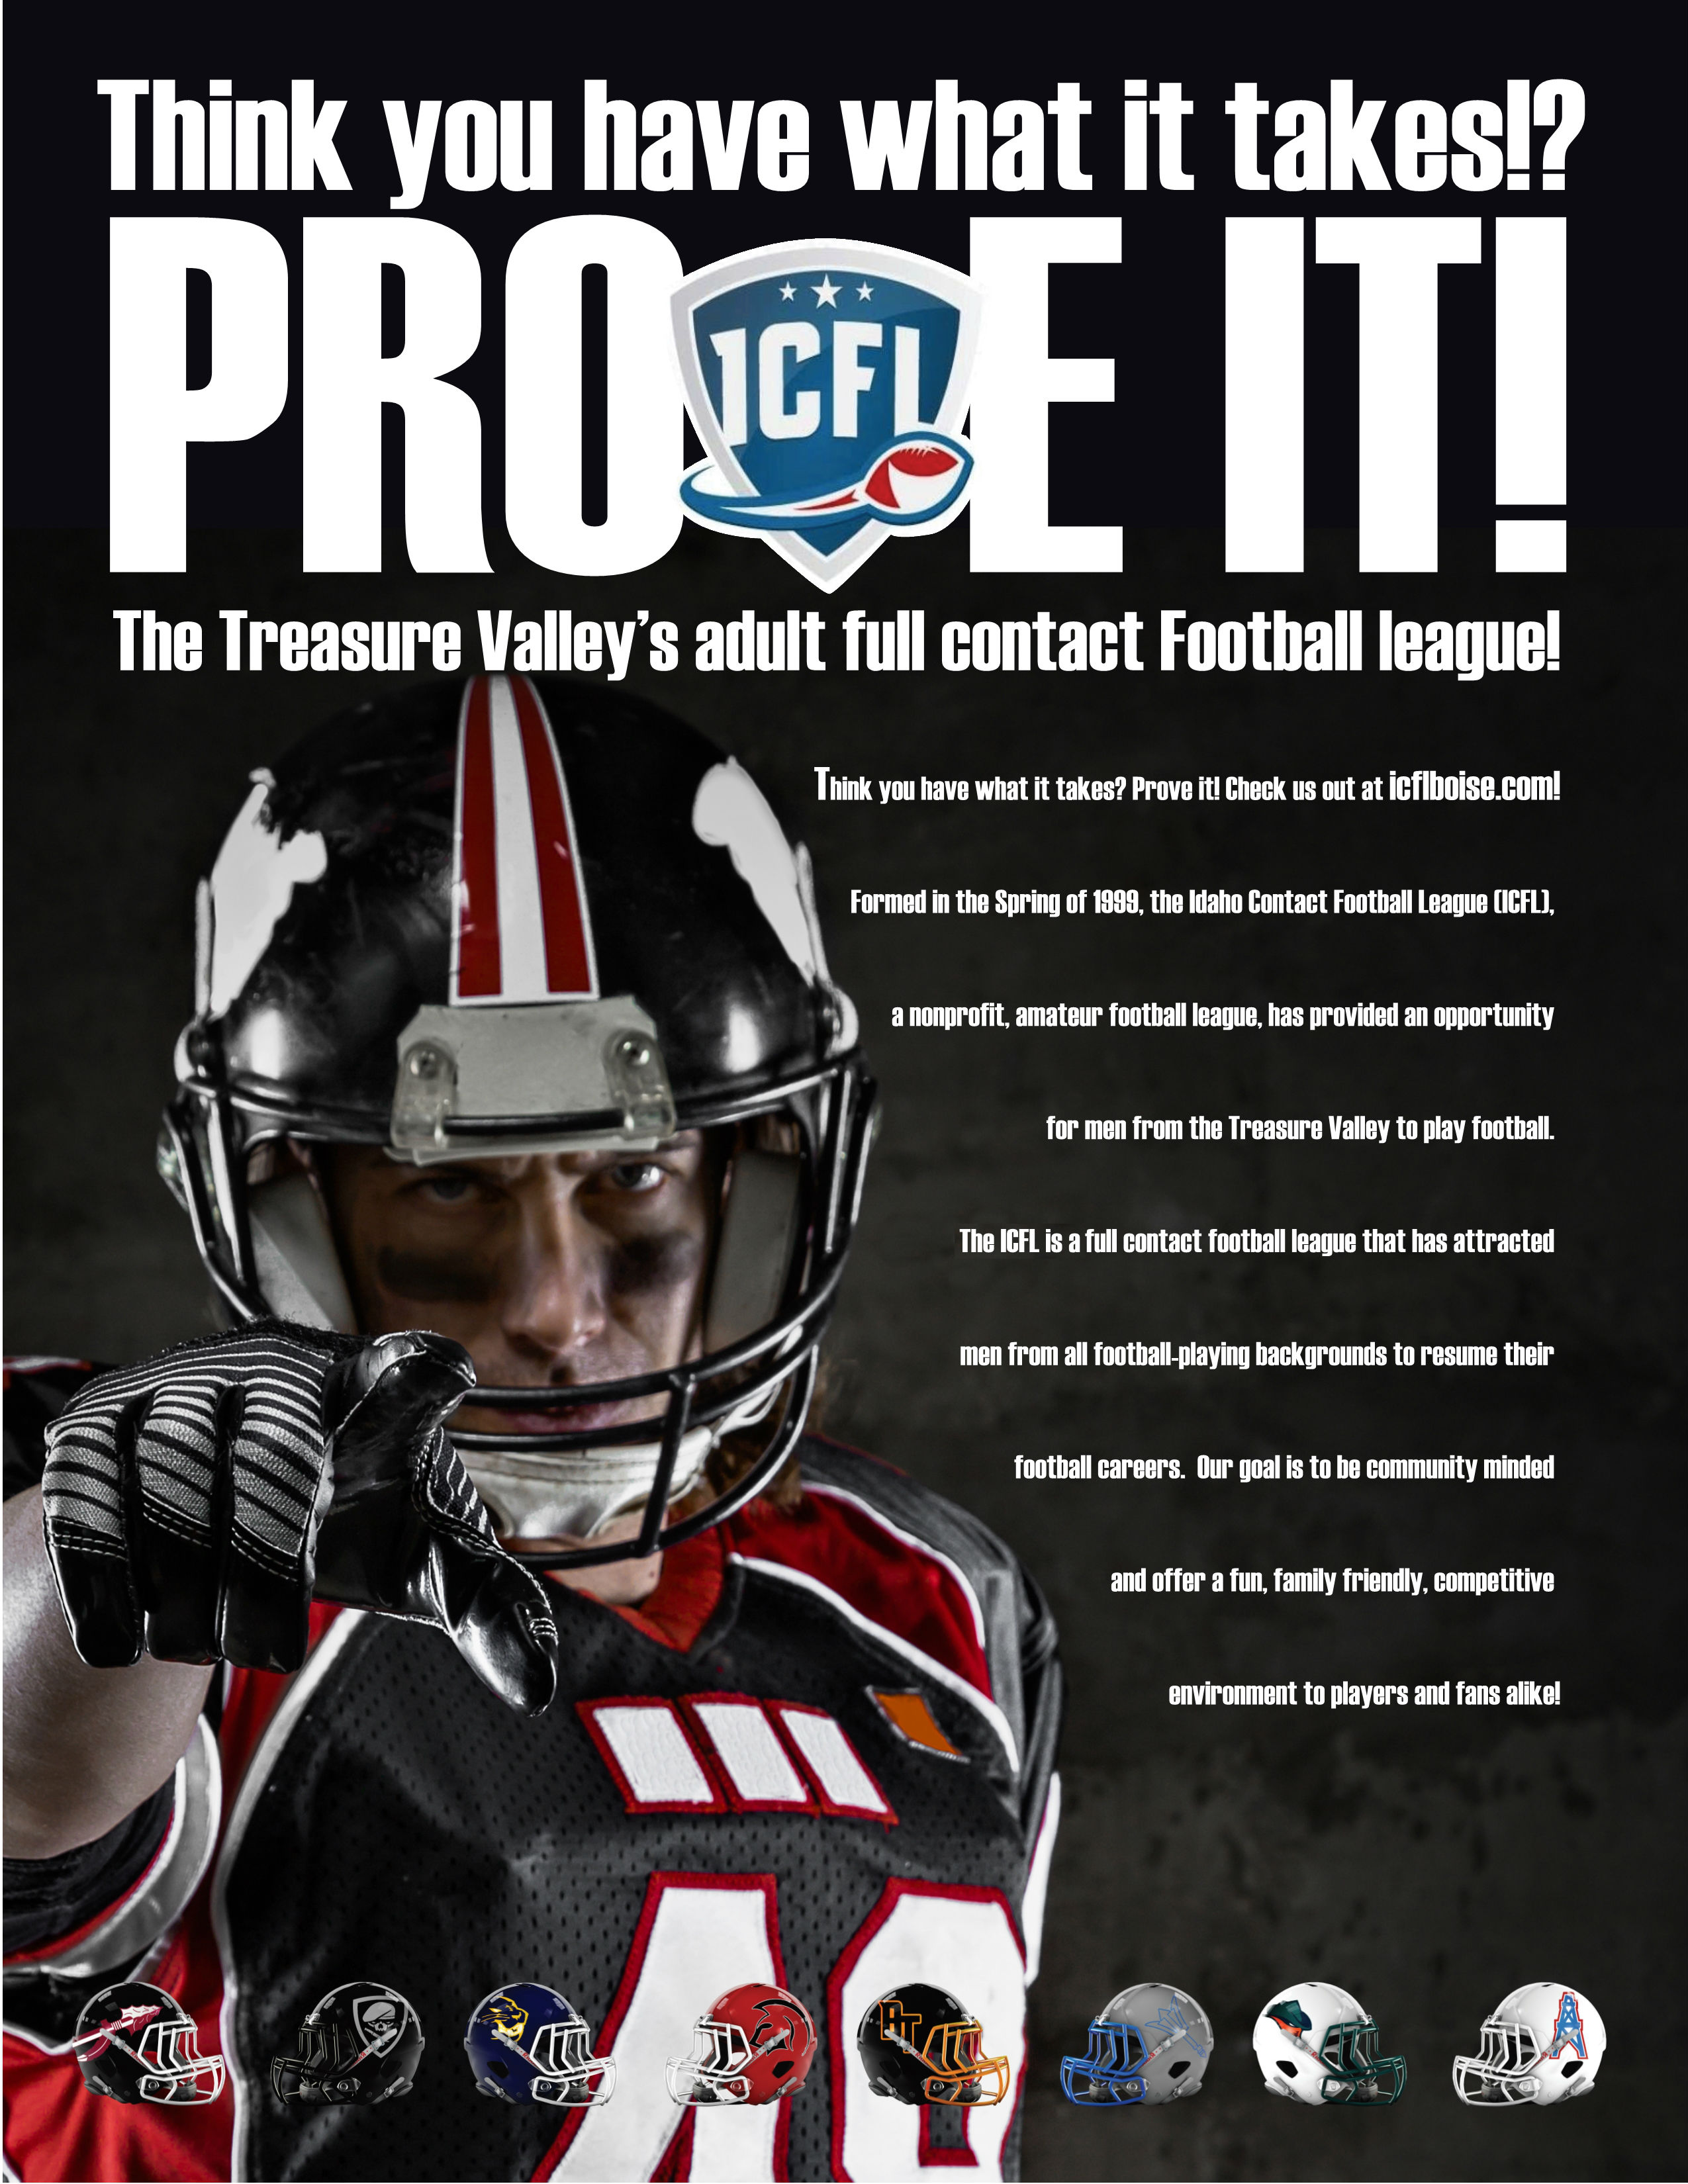 Think you have what it takes!?
PRO E IT!
ICFL
The Treasure Valley's adult full contact Football league!
Think you have what it takes? Prove it! Check us out at icflboise.com!
Formed in the Spring of 1999, the Idaho Contact Football League (ICFL),
a nonprofit, amateur football league, has provided an opportunity
for men from the Treasure Valley to play football.
The ICFL is a full contact football league that has attracted
men from all football-playing backgrounds to resume their
football careers. Our goal is to be community minded
and offer a fun, family friendly, competitive
environment to players and fans alike!
BT